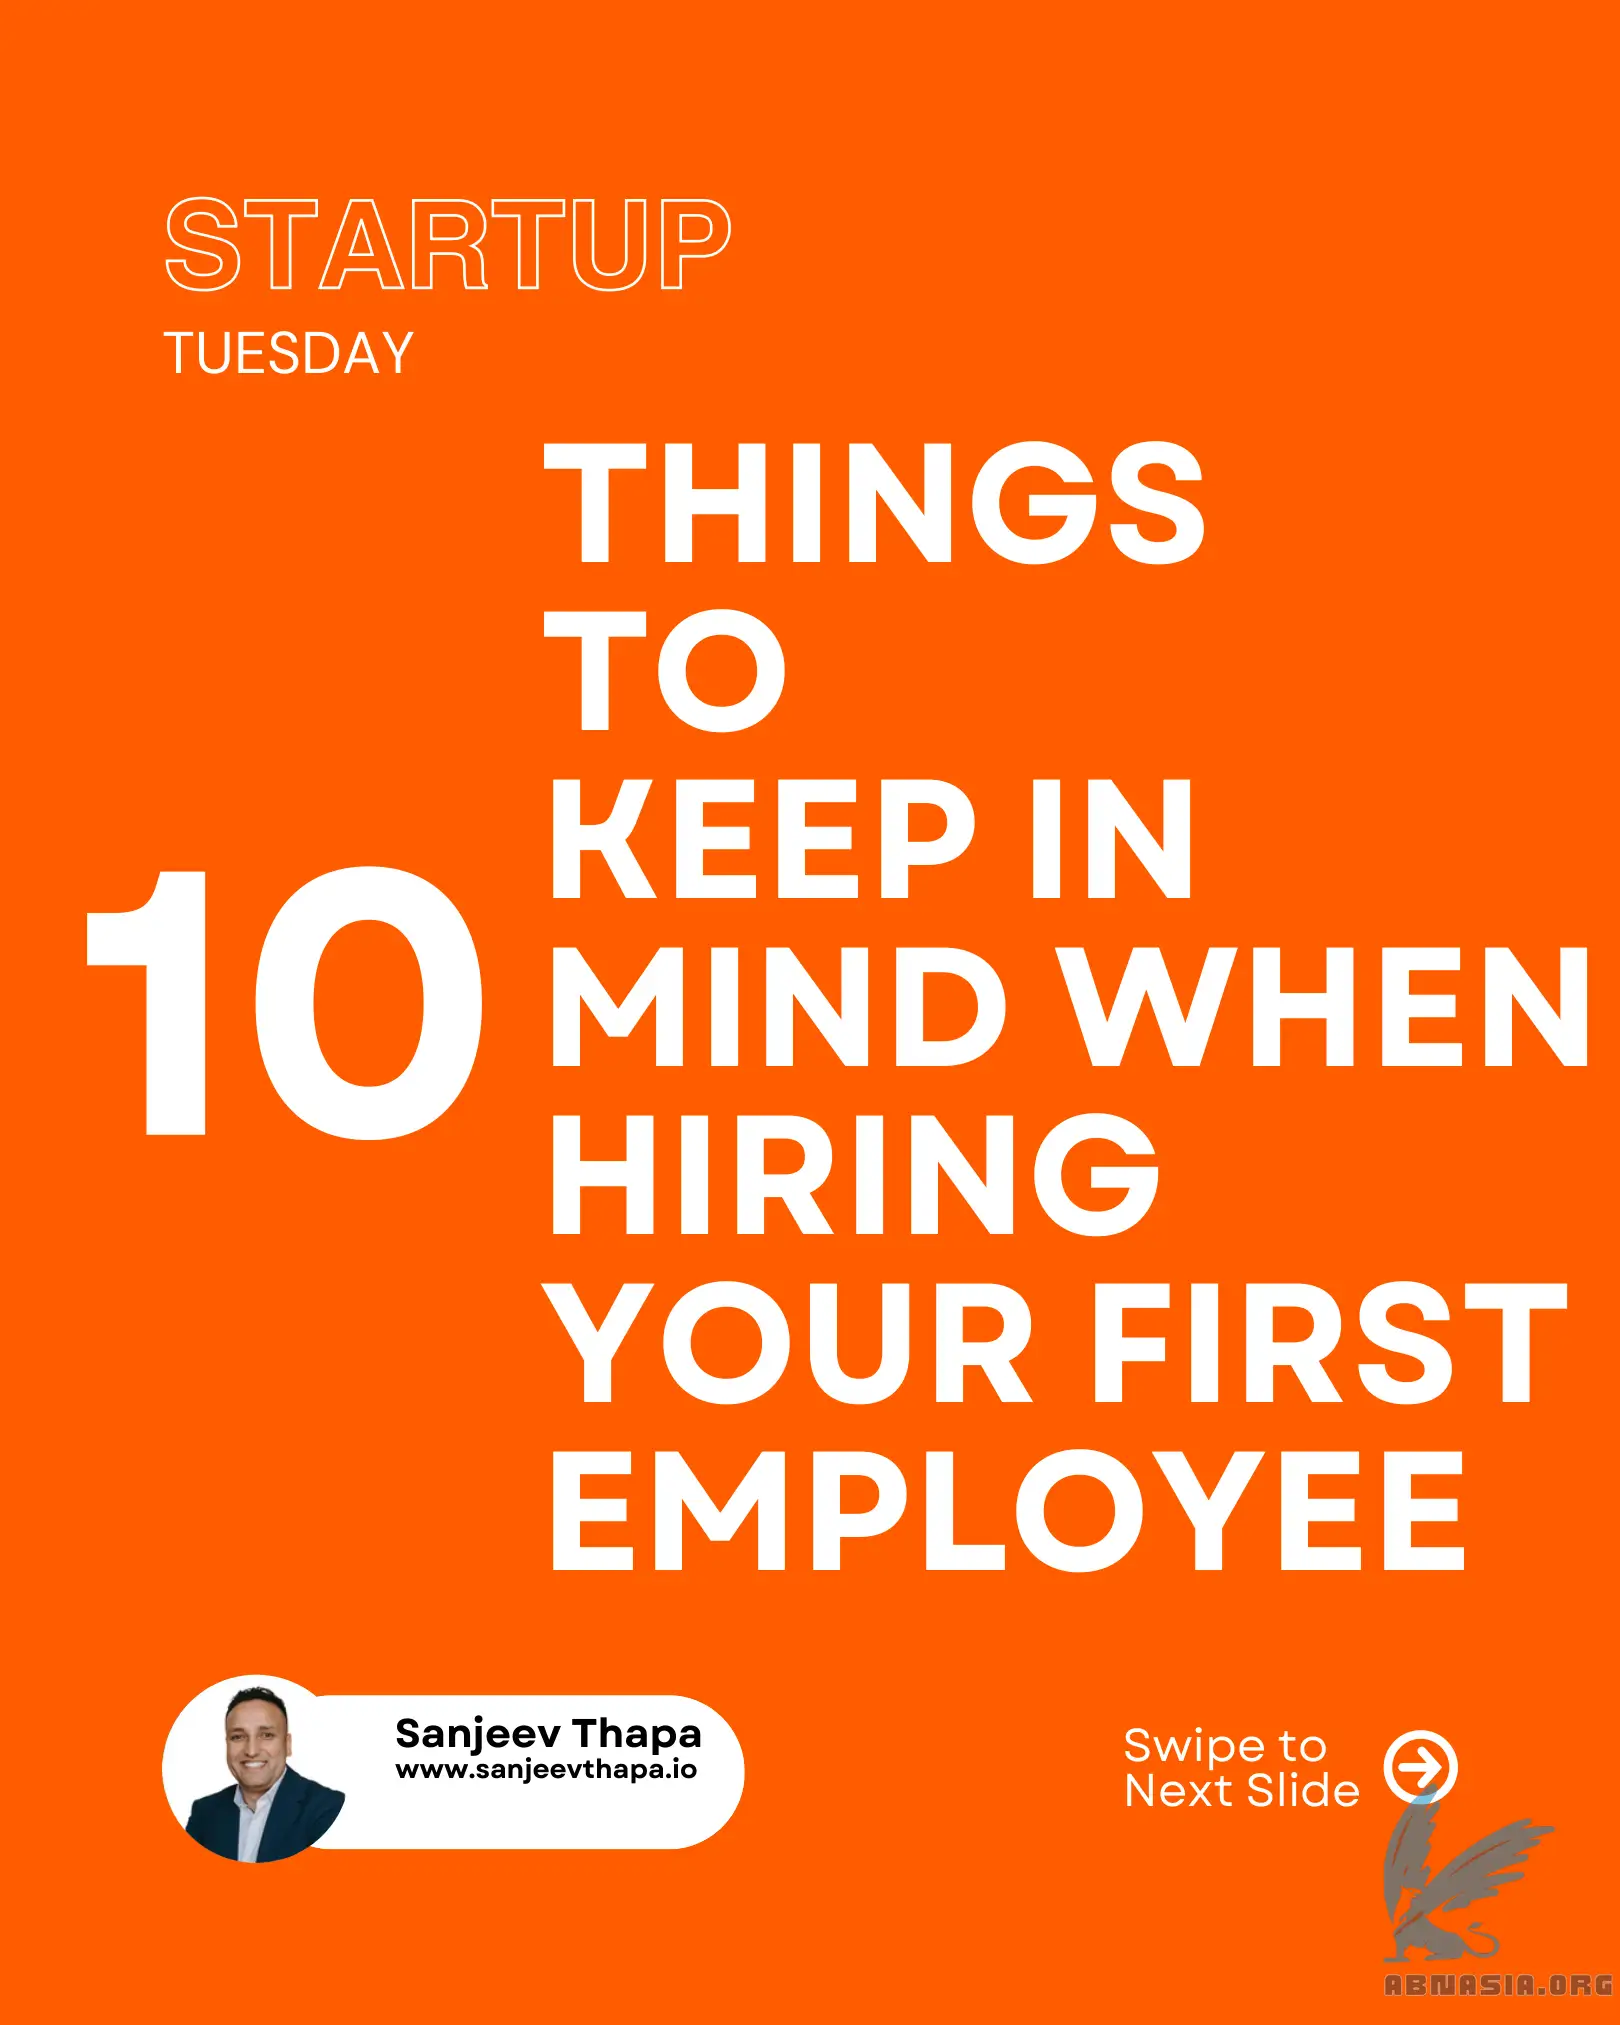 STARTUP
TUESDAY
10
THINGS
TO
KEEP IN
MIND WHEN
HIRING
YOUR FIRST
EMPLOYEE
Sanjeev Thapa
www.sanjeevthapa.io
Swipe to
Next Slide
ABNASIA.ORG